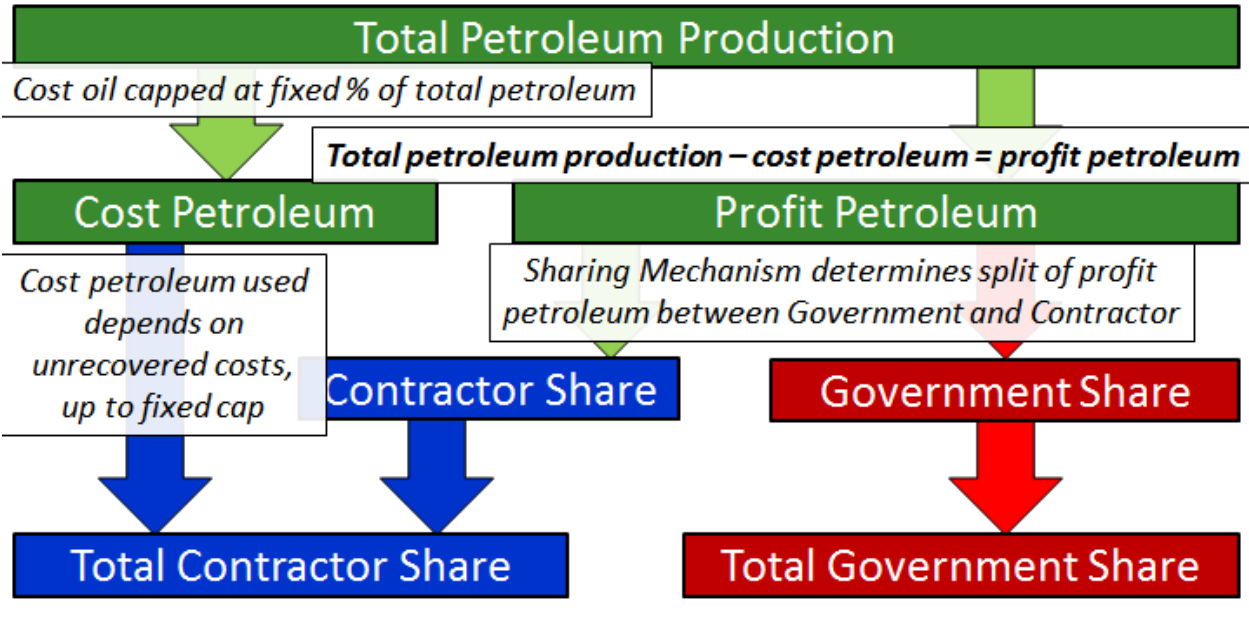 Total Petroleum Production
Cost oil capped at fixed % of total petroleum
Total petroleum production – cost petroleum = profit petroleum
Cost Petroleum
Profit Petroleum
Cost petroleum used
depends on
unrecovered costs,
up to fixed cap
Sharing Mechanism determines split of profit
petroleum between Government and Contractor
Contractor Share
Government Share
Total Contractor Share
Total Government Share